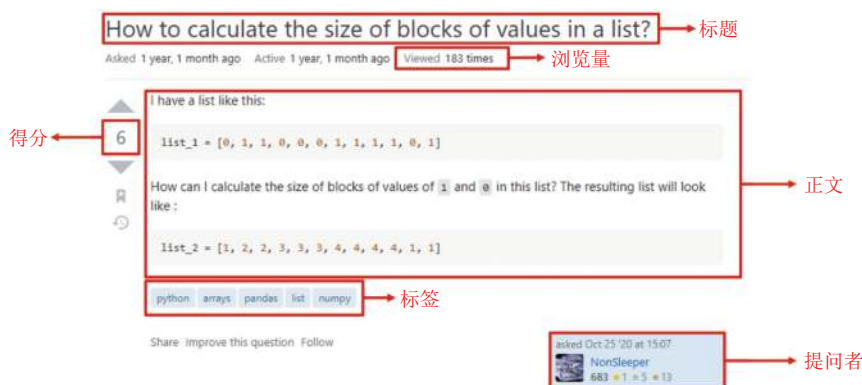 How to calculate the size of blocks of values in a list? 标题
Asked 1 year, 1 month ago Active 1 year, 1 month ago Viewed 183 times 浏览量
I have a list like this:
得分 6
list_1 = [0, 1, 1, 0, 0, 0, 1, 1, 1, 1, 0, 1]
How can I calculate the size of blocks of values of 1 and 0 in this list? The resulting list will look
like :
正文
list_2 = [1, 2, 2, 3, 3, 3, 4, 4, 4, 4, 1, 1]
python arrays pandas list numpy 标签
Share Improve this question Follow
asked Oct 25 '20 at 15:07
NonSleeper
683 1 5 13
提问者